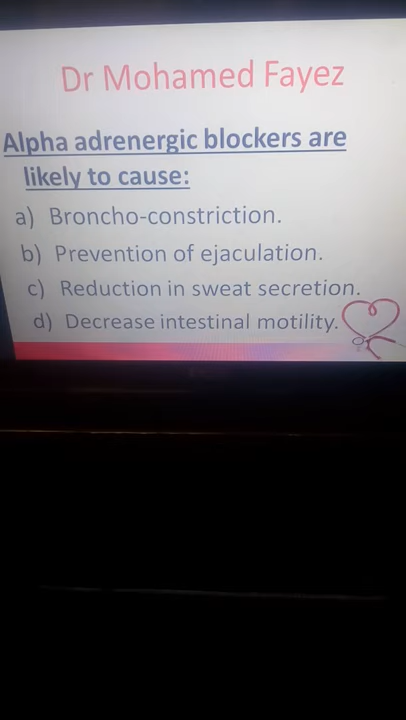 Dr Mohamed Fayez
Alpha adrenergic blockers are
likely to cause:
a) Broncho-constriction.
b) Prevention of ejaculation.
c) Reduction in sweat secretion.
d) Decrease intestinal motility.